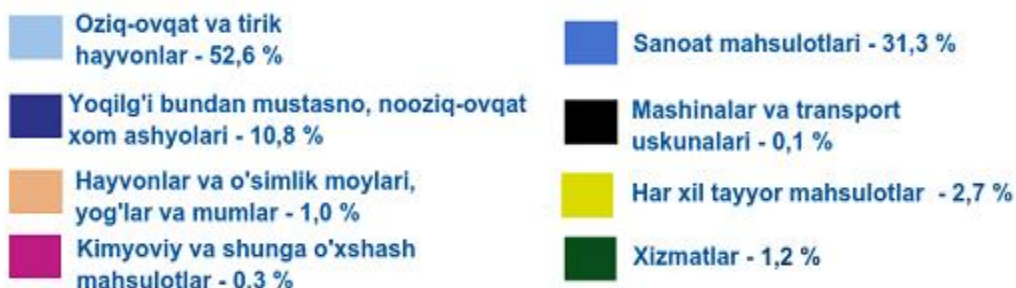 Oziq-ovqat va tirik
hayvonlar - 52,6 %
Yoqilg'i bundan mustasno, nooziq-ovqat
xom ashyolari - 10,8 %
Hayvonlar va o'simlik moylari,
yog'lar va mumlar - 1,0 %
Kimyoviy va shunga o'xshash
mahsulotlar - 0,3 %
Sanoat mahsulotlari - 31,3 %
Mashinalar va transport
uskunalari - 0,1 %
Har xil tayyor mahsulotlar - 2,7 %
Xizmatlar - 1,2 %